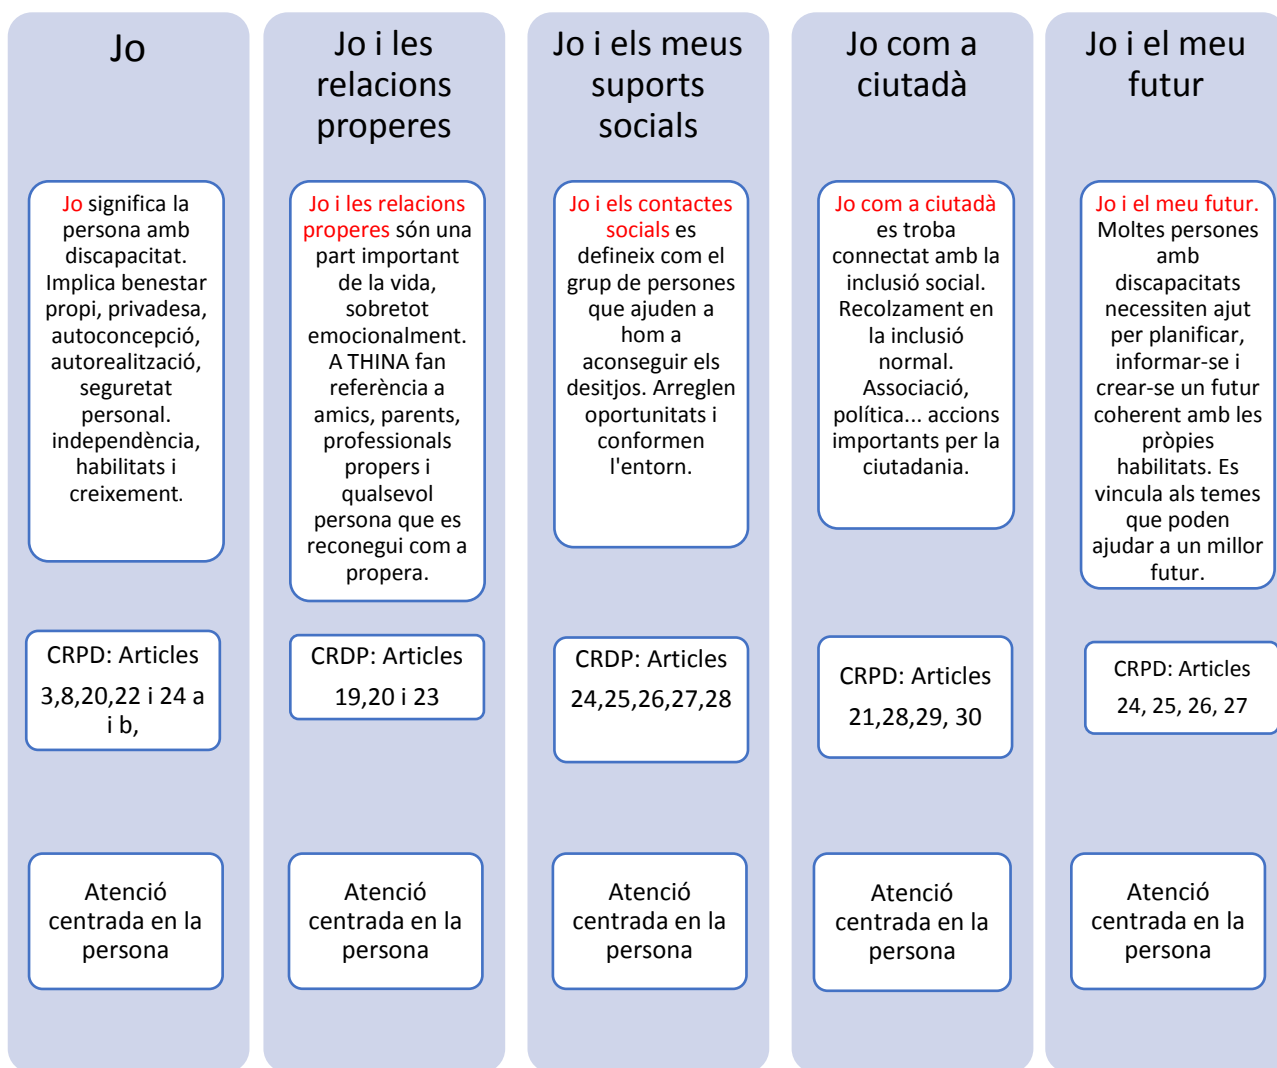 Jo
Jo significa la
persona amb
discapacitat.
Implica benestar
propi, privadesa,
autoconcepció,
autorealització,
seguretat
personal.
independència,
habilitats i
creixement.
CRPD: Articles
3,8,20,22 i 24 a
i b,
Atenció
centrada en la
persona
Jo i les
relacions
properes
Jo i les relacions
properes són una
part important
de la vida,
sobretot
emocionalment.
A THINA fan
referència a
amics, parents,
professionals
propers i
qualsevol
persona que es
reconegui com a
propera.
CRDP: Articles
19,20 i 23
Atenció
centrada en la
persona
Jo i els meus
suports
socials
Jo i els contactes
socials es
defineix com el
grup de persones
que ajuden a
hom a
aconseguir els
desitjos. Arreglen
oportunitats i
conformen
l'entorn.
CRDP: Articles
24,25,26,27,28
Atenció
centrada en la
persona
Jo com a
ciutadà
Jo com a ciutadà
es troba
connectat amb la
inclusió social.
Recolzament en
la inclusió
normal.
Associació,
política... accions
importants per la
ciutadania.
CRPD: Articles
21,28,29, 30
Atenció
centrada en la
persona
Jo i el meu
futur
Jo i el meu futur.
Moltes persones
amb
discapacitats
necessiten ajut
per planificar,
informar-se i
crear-se un futur
coherent amb les
pròpies
habilitats. Es
vincula als temes
que poden
ajudar a un millor
futur.
CRPD: Articles
24, 25, 26, 27
Atenció
centrada en la
persona